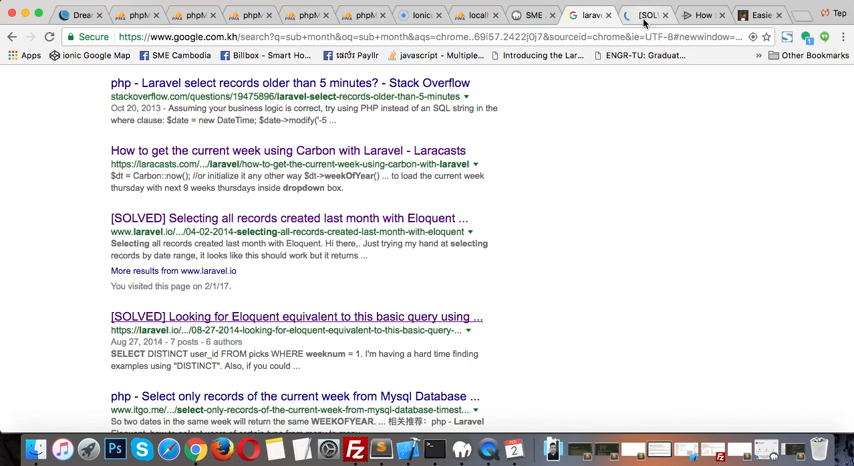 Dream
phpM
phpM
phpM
phpM
phpM
Ionic
locall
SME
larav
[SOL
How
Easie
Tep
Secure
https://www.google.com.kh/search?q=sub+month&oq=sub+month&aqs=chrome..69i57.2422j0j7&sourceid=chrome&ie=UTF-8#newwindow=...
Apps
ionic Google Map
SME Cambodia
Billbox - Smart Ho...
javascript - Multiple...
Introducing the Lar...
ENGR-TU: Graduat...
»
Other Bookmarks
php - Laravel select records older than 5 minutes? - Stack Overflow
stackoverflow.com/questions/19475896/laravel-select-records-older-than-5-minutes
Oct 20, 2013 - Assuming your business logic is correct, try using PHP instead of an SQL string in the
where clause: $date = new DateTime; $date->modify('-5 ...
How to get the current week using Carbon with Laravel - Laracasts
https://laracasts.com/.../laravel/how-to-get-the-current-week-using-carbon-with-laravel
$dt = Carbon::now(); //or initialize it any other way $dt->weekOfYear() ... to load the current week
thursday with next 9 weeks thursdays inside dropdown box.
[SOLVED] Selecting all records created last month with Eloquent ...
www.laravel.io/.../04-02-2014-selecting-all-records-created-last-month-with-eloquent
Selecting all records created last month with Eloquent. Hi there,. Just trying my hand at selecting
records by date range, it looks like this should work but it returns ...
More results from www.laravel.io
You visited this page on 2/1/17.
[SOLVED] Looking for Eloquent equivalent to this basic query using ...
https://laravel.io/.../08-27-2014-looking-for-eloquent-equivalent-to-this-basic-query-...
Aug 27, 2014 - 7 posts - 6 authors
SELECT DISTINCT user_id FROM picks WHERE weeknum = 1. I'm having a hard time finding
examples using "DISTINCT". Also, if you could ...
php - Select only records of the current week from Mysql Database ...
www.itgo.me/.../select-only-records-of-the-current-week-from-mysql-database-timest...
So two dates in the same week will return the same WEEKOFYEAR. ... 相关推荐：php - Laravel